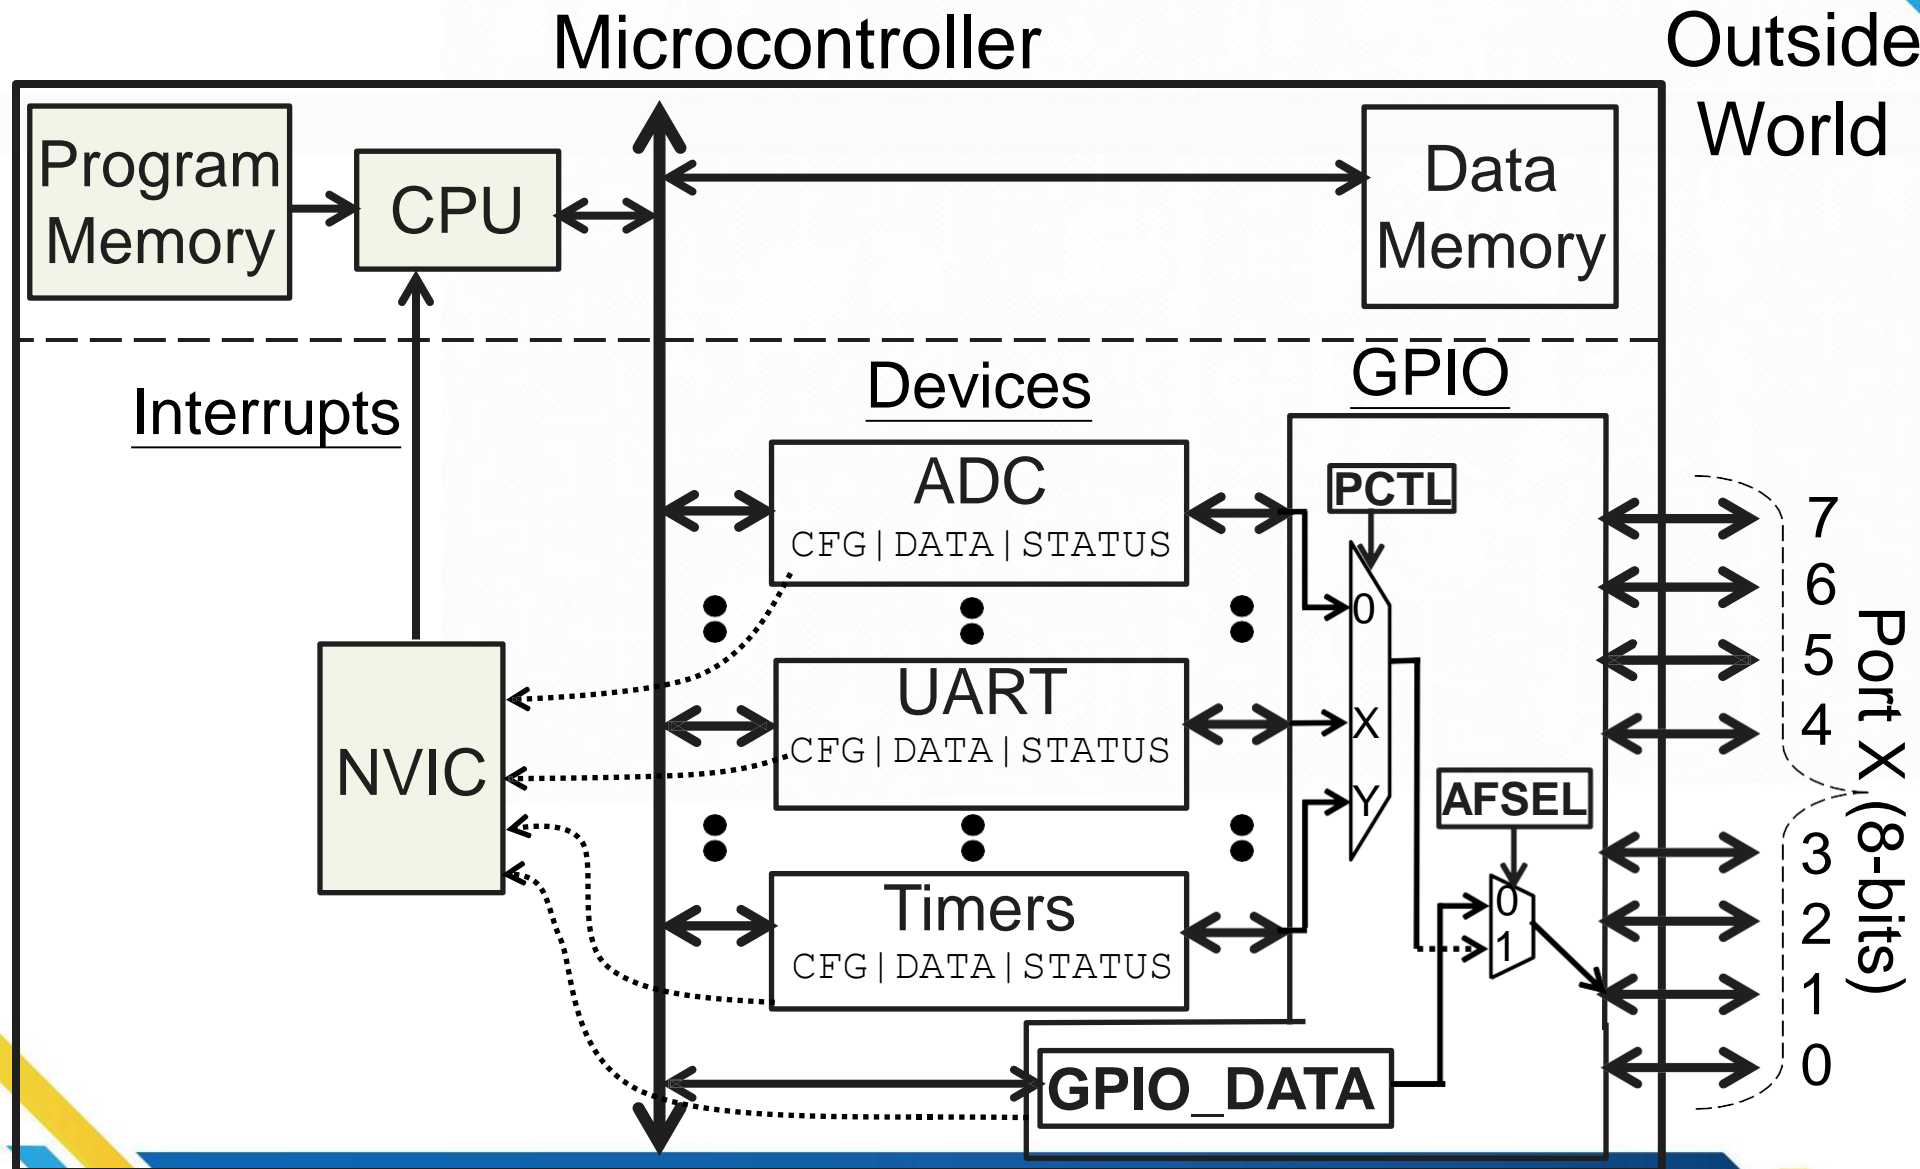 Microcontroller
Outside
World
Program
Memory
CPU
Data
Memory
Interrupts
Devices
GPIO
ADC
CFG|DATA|STATUS
PCTL
0
X
Y
UART
CFG|DATA|STATUS
NVIC
AFSEL
0
1
Timers
CFG|DATA|STATUS
GPIO_DATA
7
6
5
4
3
2
1
0
Port X (8-bits)